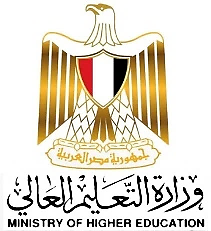 جمهورية مصر العربية
وزارة التعليم العالي
MINISTRY OF HIGHER EDUCATION